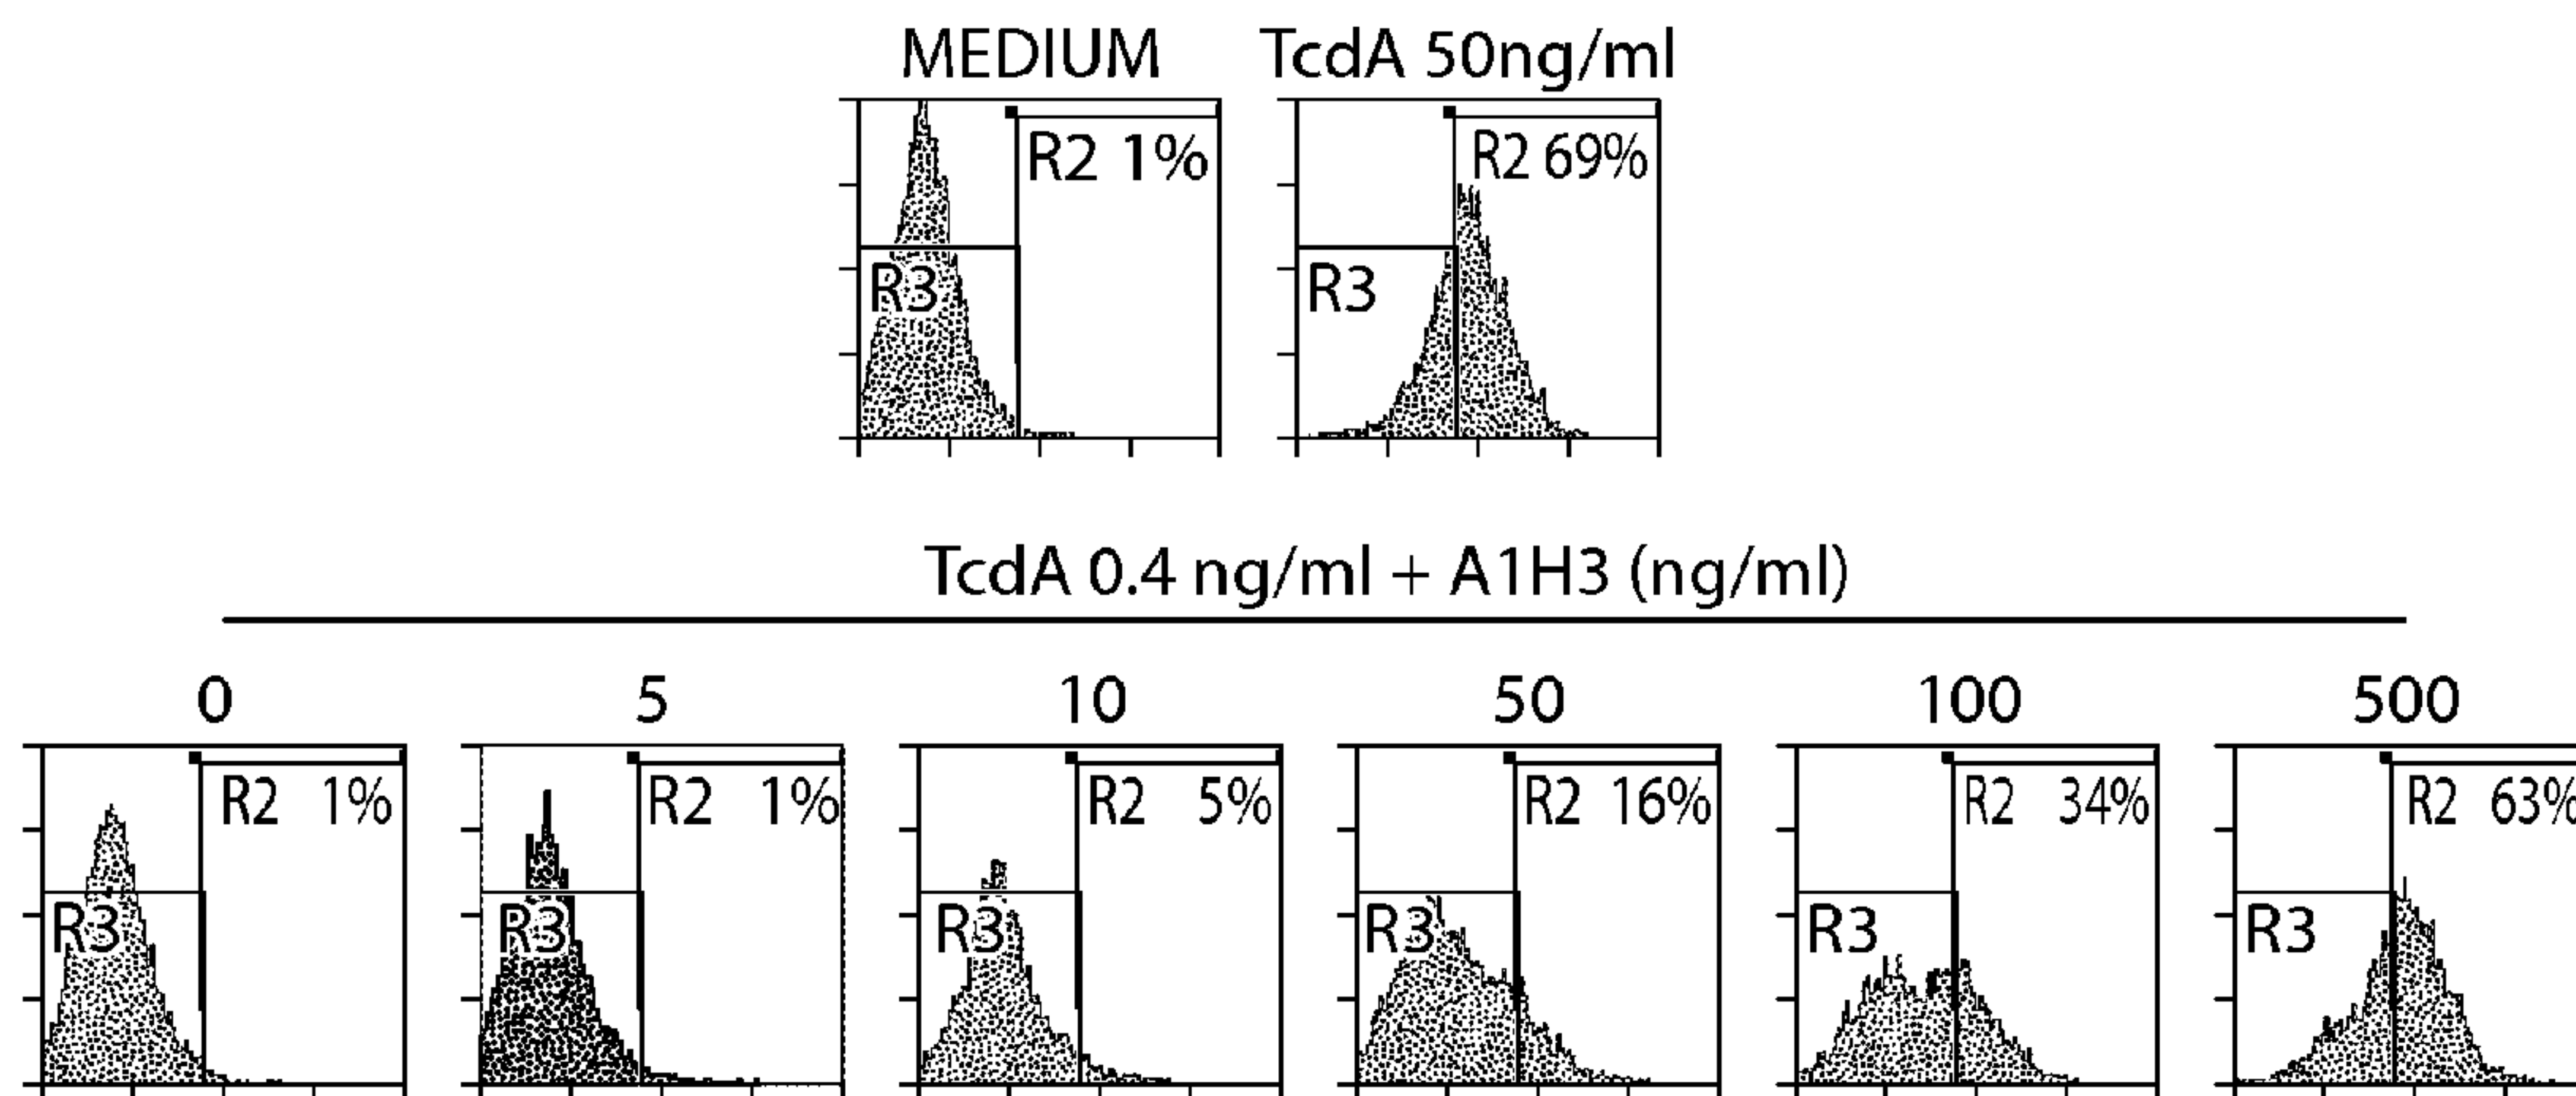 MEDIUM TcdA 50ng/ml
R2 1% R2 69%
R3 R3
TcdA 0.4 ng/ml + A1H3 (ng/ml)
0 5 10 50 100 500
R2 1% R2 1% R2 5% R2 16% R2 34% R2 63%
R3 R3 R3 R3 R3 R3